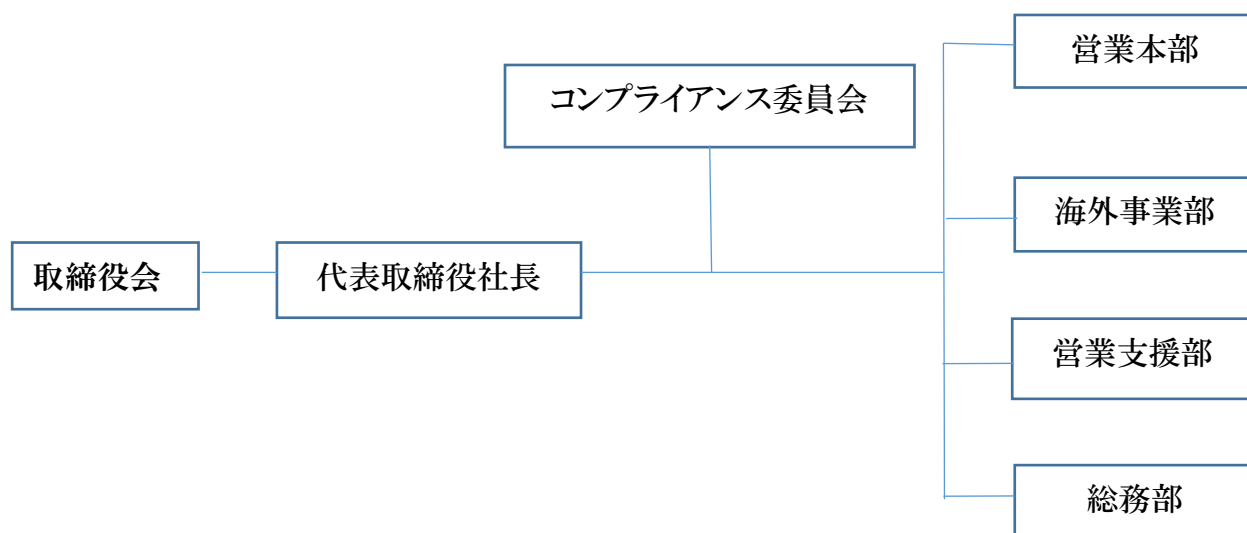 取締役会
代表取締役社長
コンプライアンス委員会
営業本部
海外事業部
営業支援部
総務部